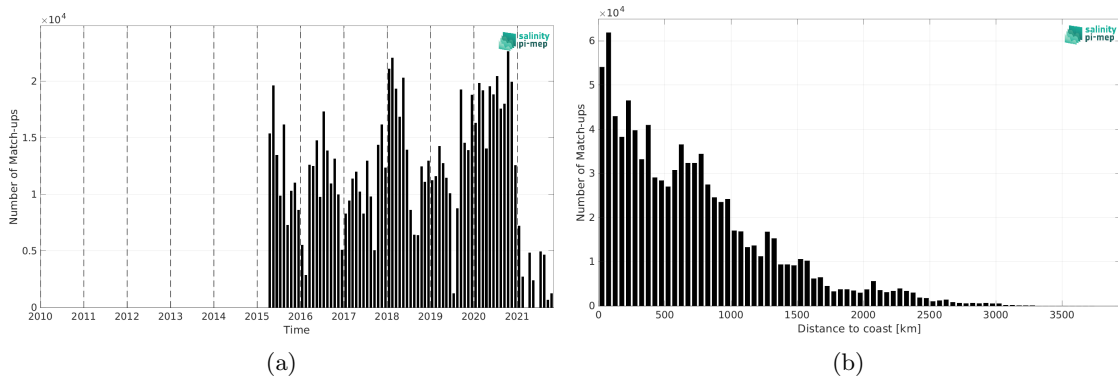 ×10⁴
salinity
pi-mep
Number of Match-ups
2
1.5
1
0.5
0
2010 2011 2012 2013 2014 2015 2016 2017 2018 2019 2020 2021
Time
(a)
×10⁴
salinity
pi-mep
Number of Match-ups
6
5
4
3
2
1
0
0 500 1000 1500 2000 2500 3000 3500
Distance to coast [km]
(b)